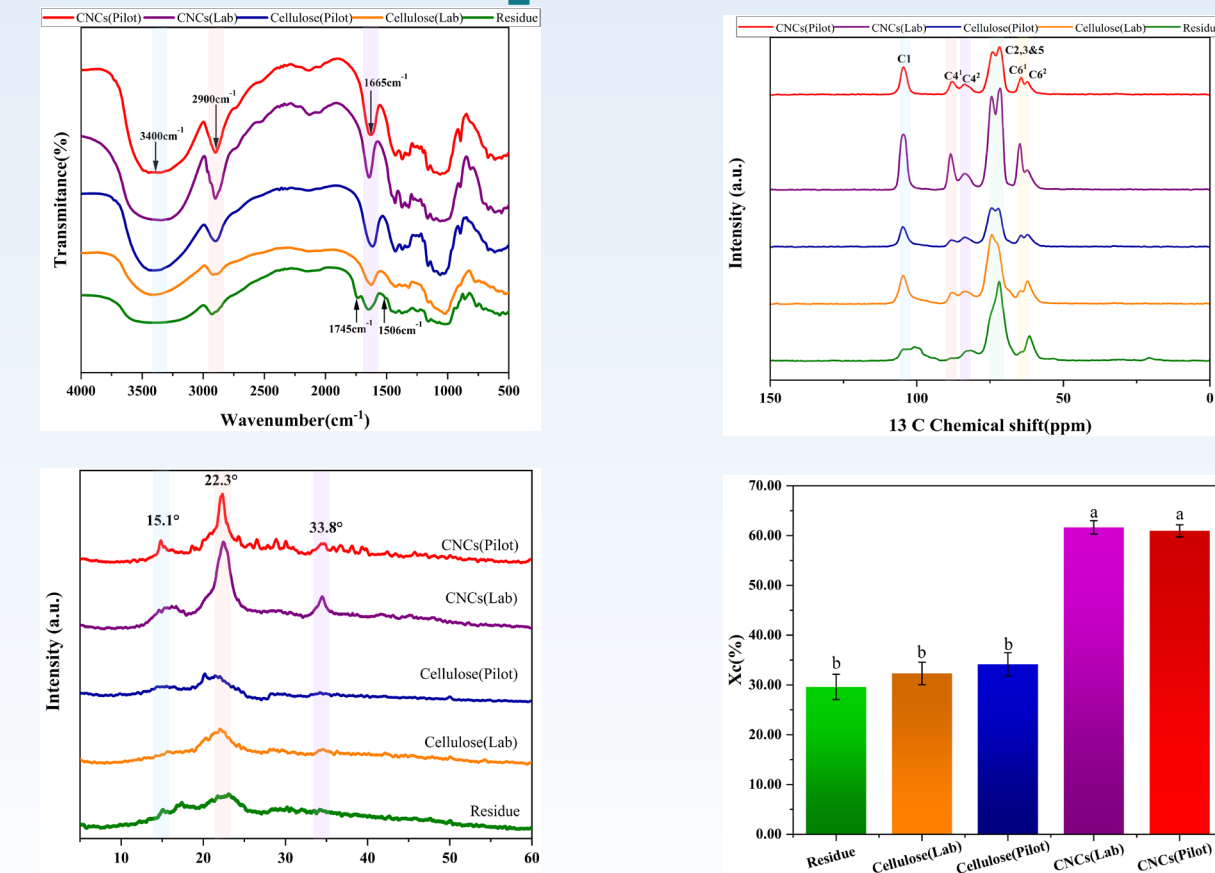 CNCs(Pilot) CNCs(Lab) Cellulose(Pilot) Cellulose(Lab) Residue
1665cm-1
2900cm-1
3400cm-1
1745cm-1 1506cm-1
Transmitance(%)
4000 3500 3000 2500 2000 1500 1000 500
Wavenumber(cm-1)
CNCs(Pilot) CNCs(Lab) Cellulose(Pilot) Cellulose(Lab)
C2,3&5
C1
C4¹ C4² C6¹ C6²
Intensity (a.u.)
150 100 50 0
13 C Chemical shift(ppm)
22.3°
15.1°
33.8°
CNCs(Pilot)
CNCs(Lab)
Cellulose(Pilot)
Cellulose(Lab)
Residue
Intensity (a.u.)
10 20 30 40 50 60
70.00
60.00
50.00
40.00
30.00
20.00
10.00
0.00
Xc(%)
b b b a a
Residue Cellulose(Lab) Cellulose(Pilot) CNCs(Lab) CNCs(Pilot)